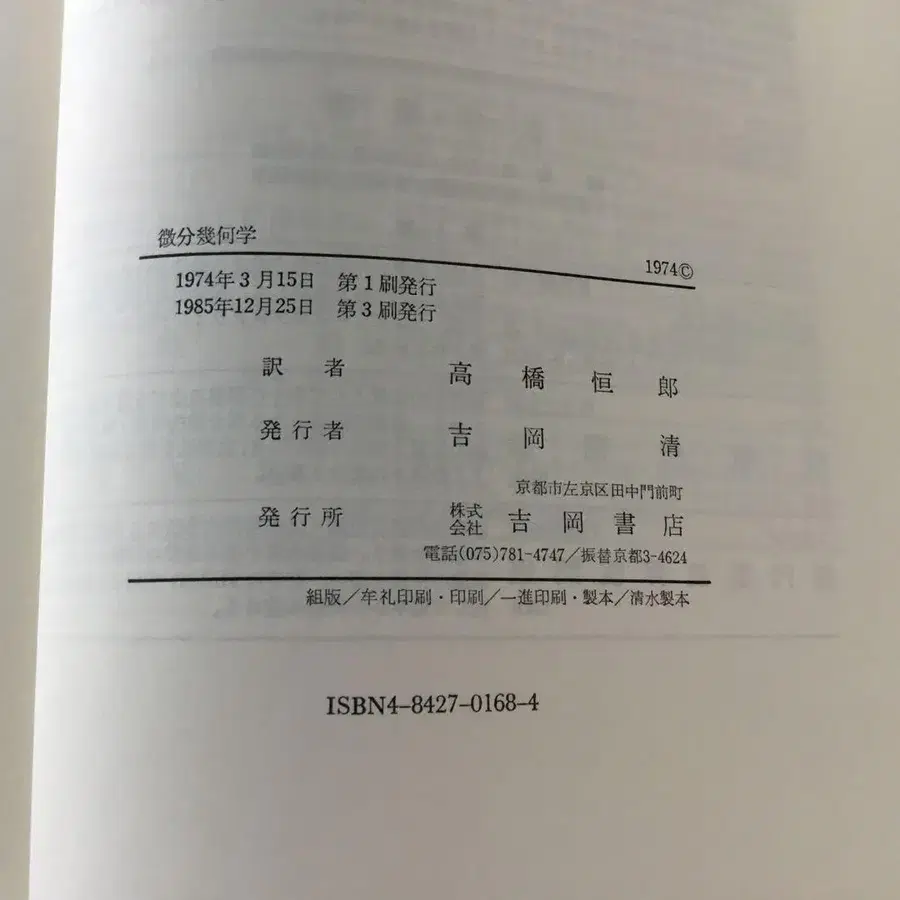 微分幾何学
1974©
1974年3月15日 第1刷発行
1985年12月25日 第3刷発行
訳者 高橋恒郎
発行者 吉岡清
京都市左京区田中門前町
発行所 株式会社 吉岡書店
電話(075)781-4747/振替京都3-4624
組版/牟礼印刷・印刷/一進印刷・製本/清水製本
ISBN4-8427-0168-4